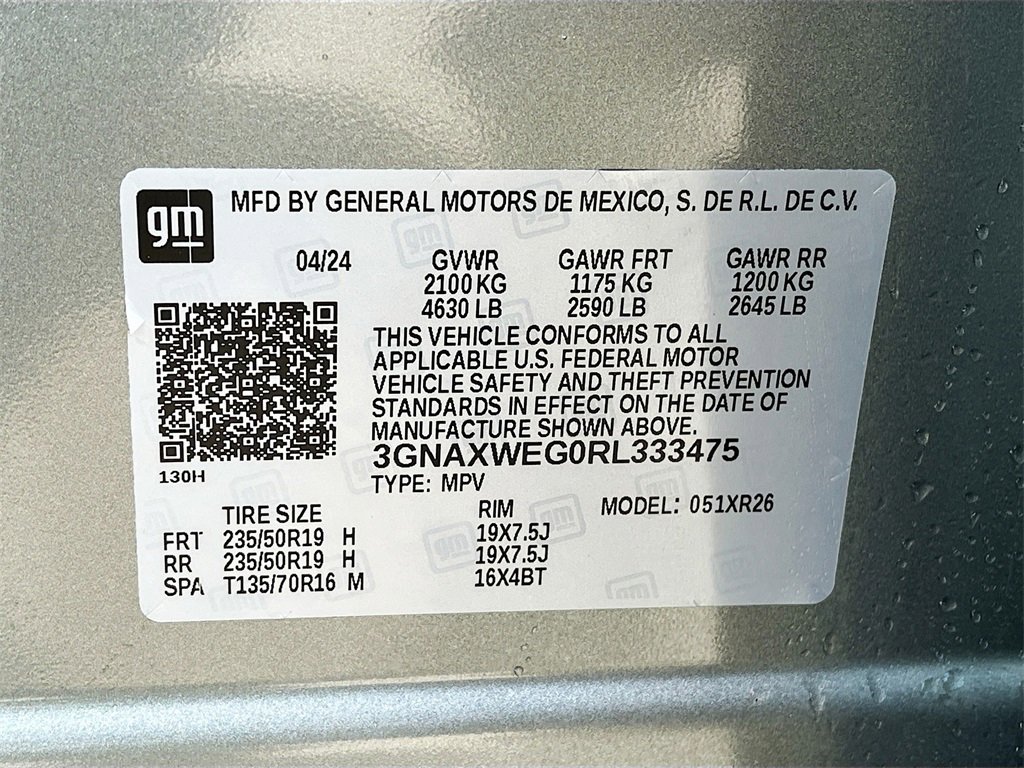 gm MFD BY GENERAL MOTORS DE MEXICO, S. DE R.L. DE C.V.
04/24 GVWR GAWR FRT GAWR RR
2100 KG 1175 KG 1200 KG
4630 LB 2590 LB 2645 LB
THIS VEHICLE CONFORMS TO ALL
APPLICABLE U.S. FEDERAL MOTOR
VEHICLE SAFETY AND THEFT PREVENTION
STANDARDS IN EFFECT ON THE DATE OF
MANUFACTURE SHOWN ABOVE.
3GNAXWEG0RL333475
130H
TYPE: MPV
TIRE SIZE RIM MODEL: 051XR26
FRT 235/50R19 H 19X7.5J
RR 235/50R19 H 19X7.5J
SPA T135/70R16 M 16X4BT